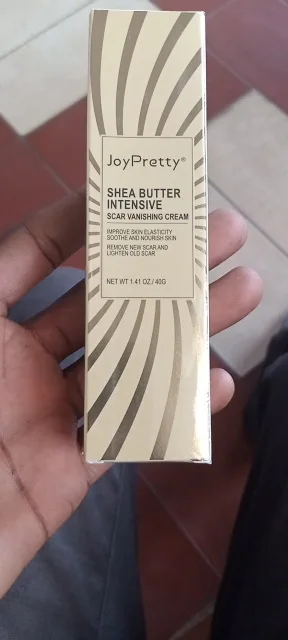 JoyPretty®
SHEA BUTTER
INTENSIVE
SCAR VANISHING CREAM
IMPROVE SKIN ELASTICITY
SOOTHE AND NOURISH SKIN
REMOVE NEW SCAR AND
LIGHTEN OLD SCAR
NET WT 1.41 OZ / 40G